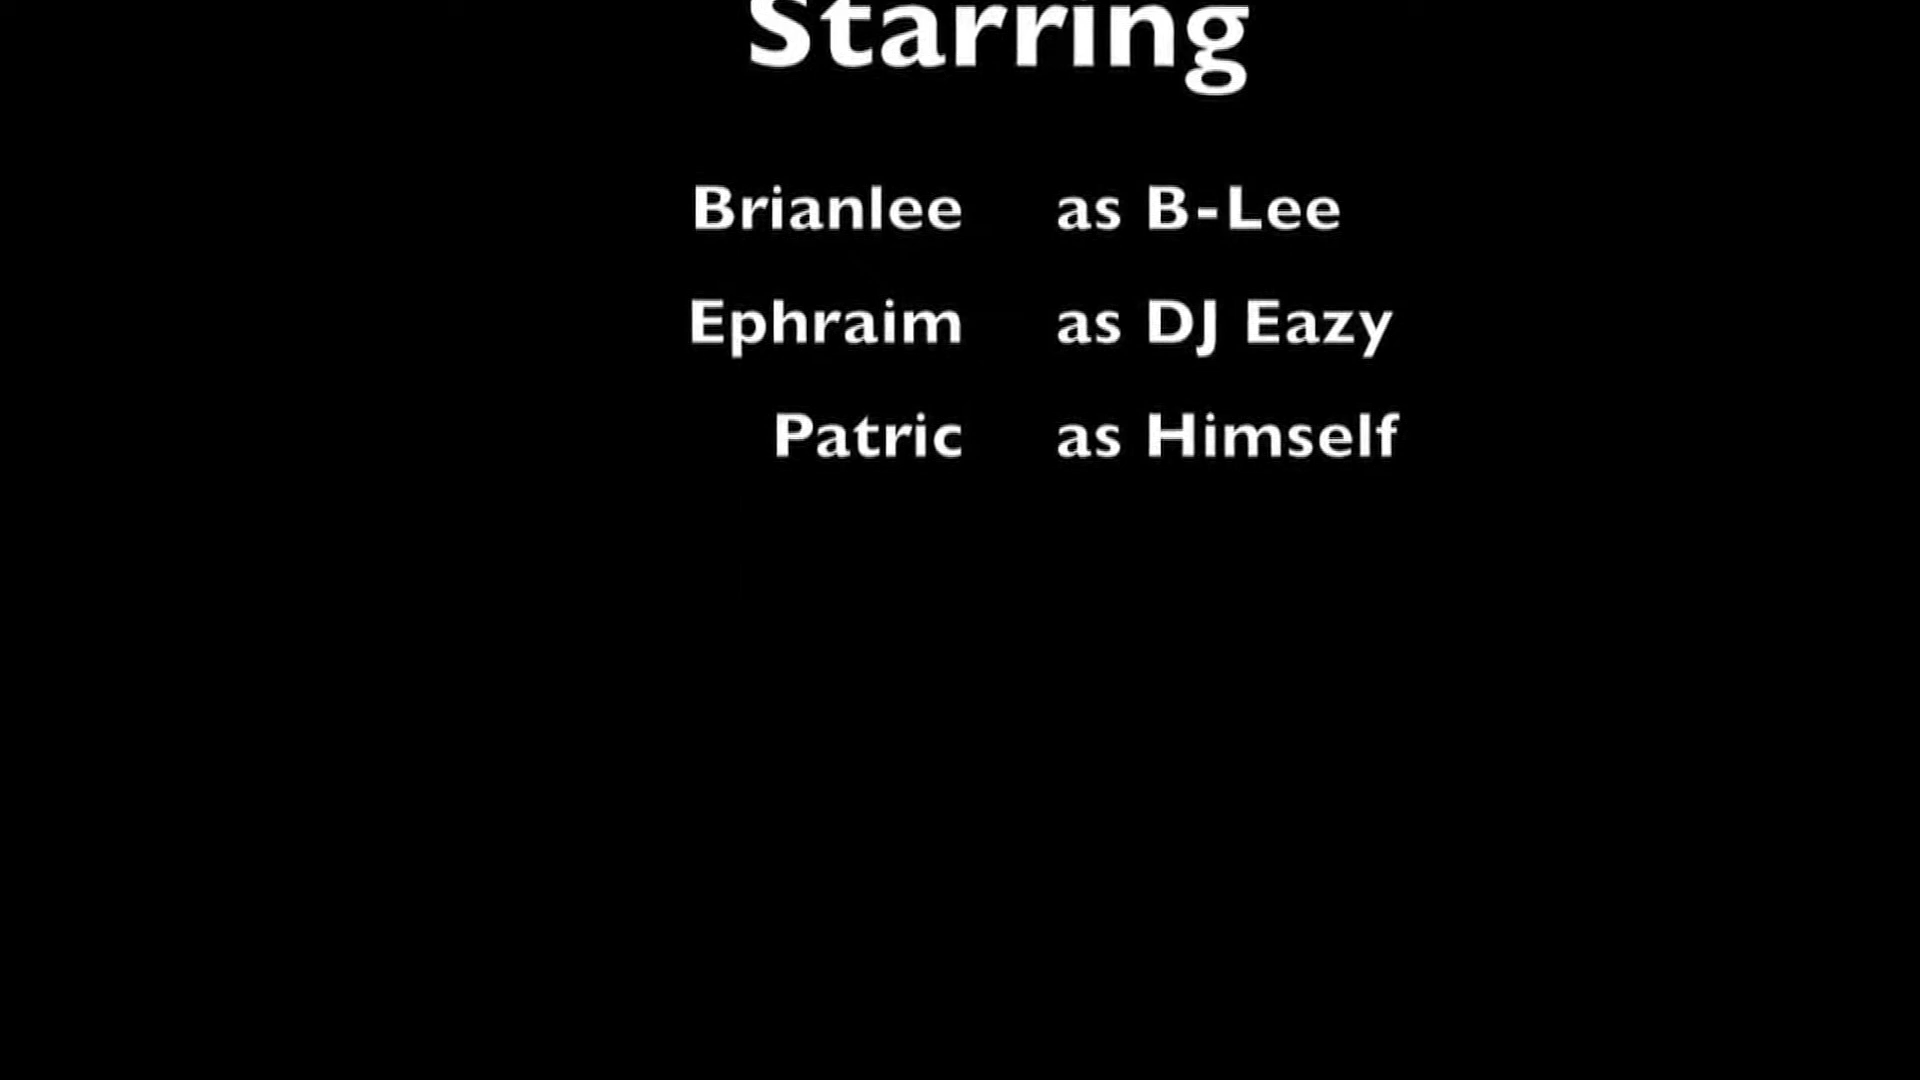 Starring
Brianlee as B-Lee
Ephraim as DJ Eazy
Patric as Himself